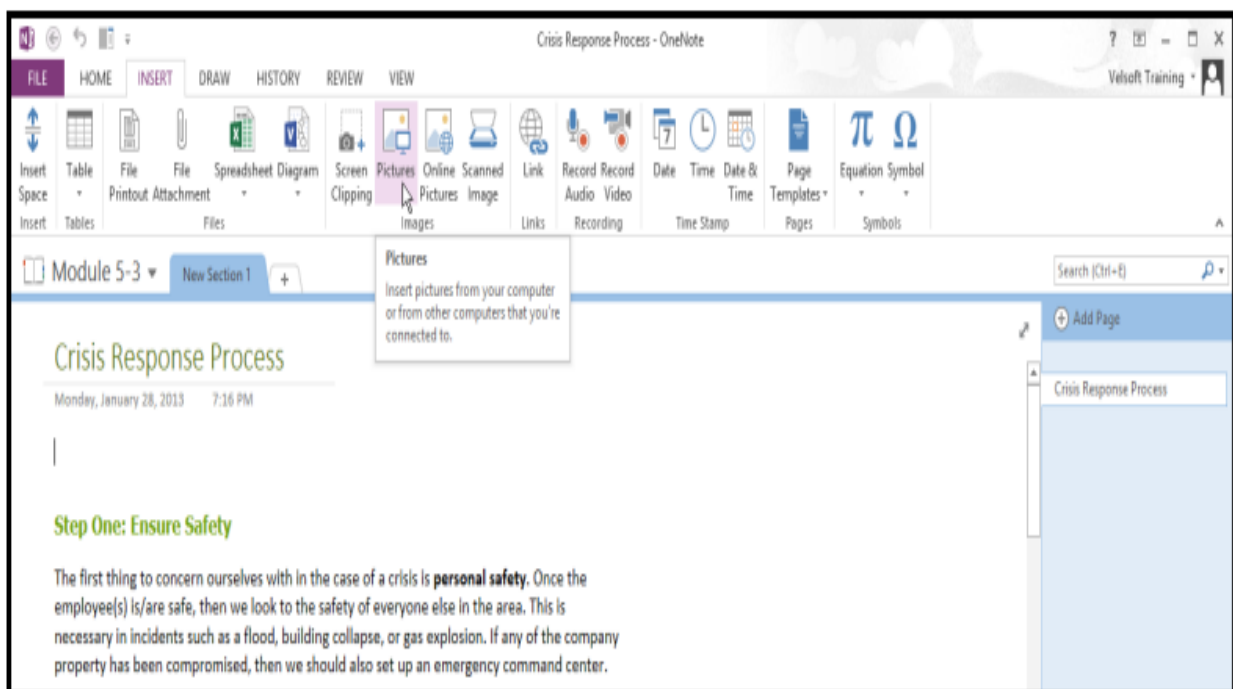 Crisis Response Process - OneNote
?
FILE HOME INSERT DRAW HISTORY REVIEW VIEW
Velsoft Training
Insert Space
Table
File Printout
File Attachment
Spreadsheet
Diagram
Screen Clipping
Pictures
Online Pictures
Scanned Image
Link
Record Audio
Record Video
7
Date
Time
Date & Time
Page Templates
π
Equation
Ω
Symbol
Insert Tables Files Images Links Recording Time Stamp Pages Symbols
Module 5-3
New Section 1
+
Search (Ctrl+E)
Pictures
Insert pictures from your computer
or from other computers that you're
connected to.
Add Page
Crisis Response Process
Crisis Response Process
Monday, January 28, 2013 7:16 PM
Step One: Ensure Safety
The first thing to concern ourselves with in the case of a crisis is personal safety. Once the
employee(s) is/are safe, then we look to the safety of everyone else in the area. This is
necessary in incidents such as a flood, building collapse, or gas explosion. If any of the company
property has been compromised, then we should also set up an emergency command center.